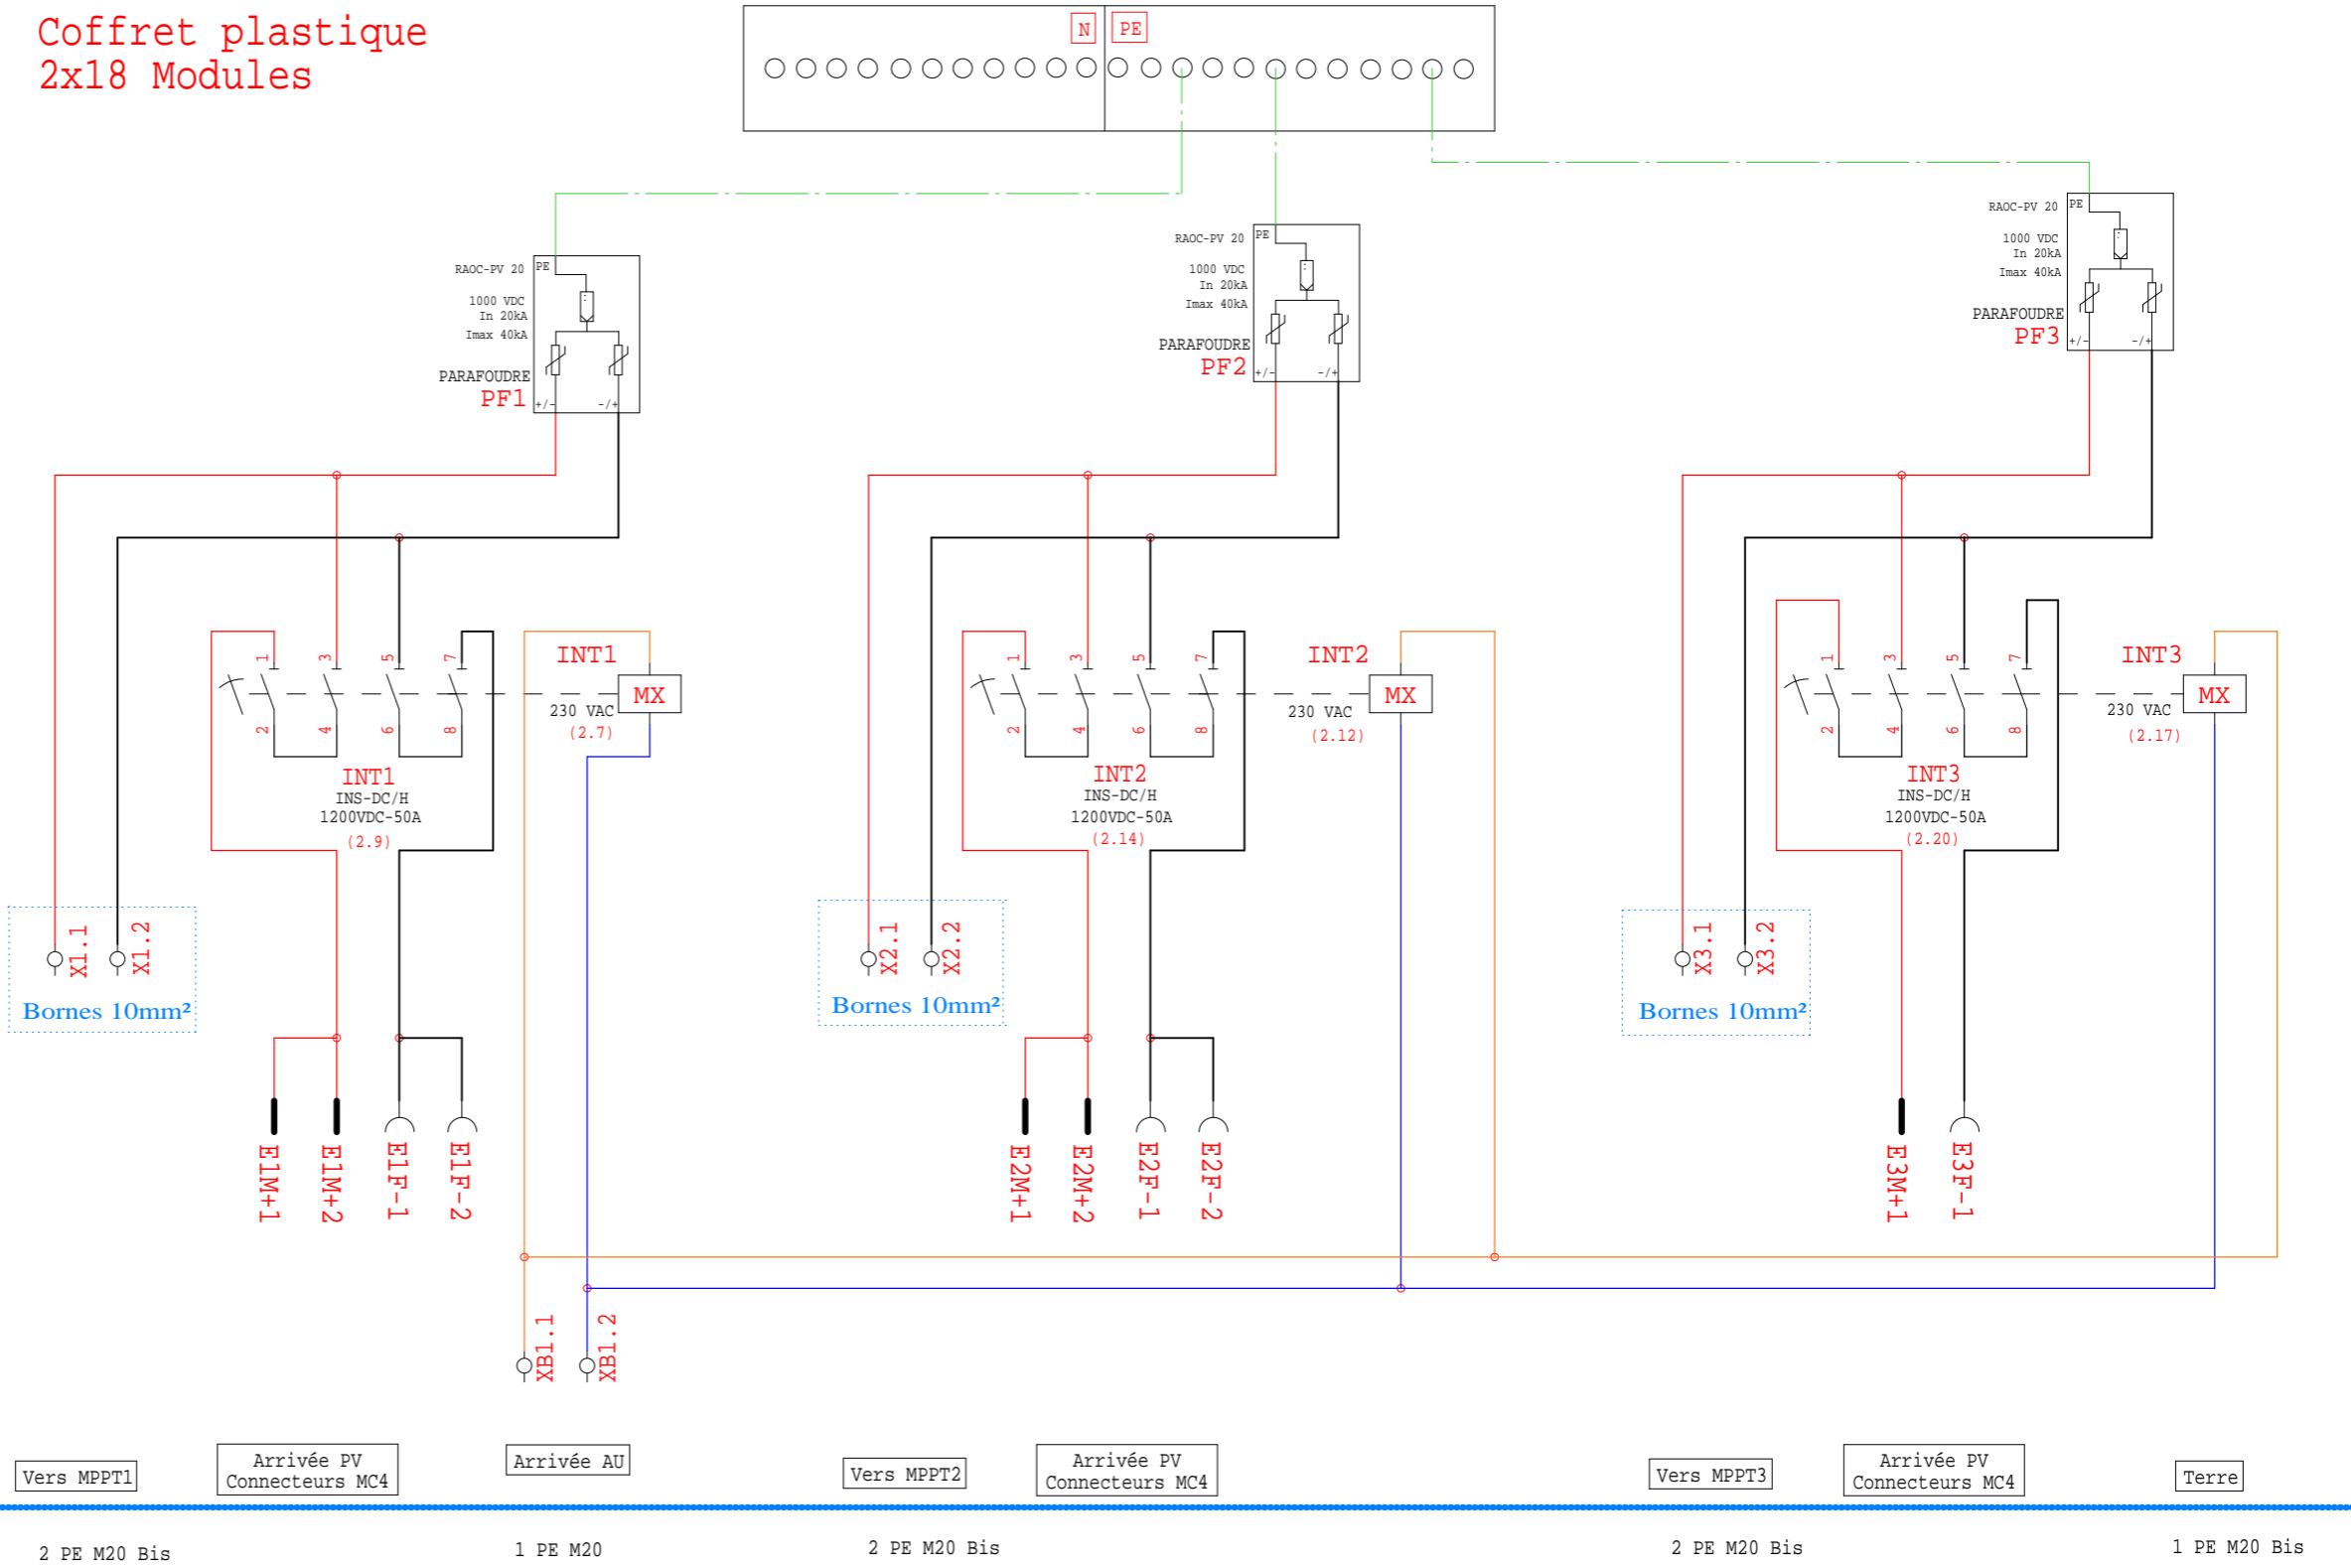 Coffret plastique
2x18 Modules
N
PE
RAOC-PV 20
PE
1000 VDC
In 20kA
Imax 40kA
PARAFOUDRE
PF1
+/-
-/+
RAOC-PV 20
PE
1000 VDC
In 20kA
Imax 40kA
PARAFOUDRE
PF2
+/-
-/+
RAOC-PV 20
PE
1000 VDC
In 20kA
Imax 40kA
PARAFOUDRE
PF3
+/-
-/+
1
3
5
7
2
4
6
8
INT1
MX
230 VAC
(2.7)
INT1
INS-DC/H
1200VDC-50A
(2.9)
1
3
5
7
2
4
6
8
INT2
MX
230 VAC
(2.12)
INT2
INS-DC/H
1200VDC-50A
(2.14)
1
3
5
7
2
4
6
8
INT3
MX
230 VAC
(2.17)
INT3
INS-DC/H
1200VDC-50A
(2.20)
X1.1
X1.2
Bornes 10mm²
X2.1
X2.2
Bornes 10mm²
X3.1
X3.2
Bornes 10mm²
E1M+1
E1M+2
E1F-1
E1F-2
E2M+1
E2M+2
E2F-1
E2F-2
E3M+1
E3F-1
XB1.1
XB1.2
Vers MPPT1
Arrivée PV
Connecteurs MC4
Arrivée AU
Vers MPPT2
Arrivée PV
Connecteurs MC4
Vers MPPT3
Arrivée PV
Connecteurs MC4
Terre
2 PE M20 Bis
1 PE M20
2 PE M20 Bis
2 PE M20 Bis
1 PE M20 Bis